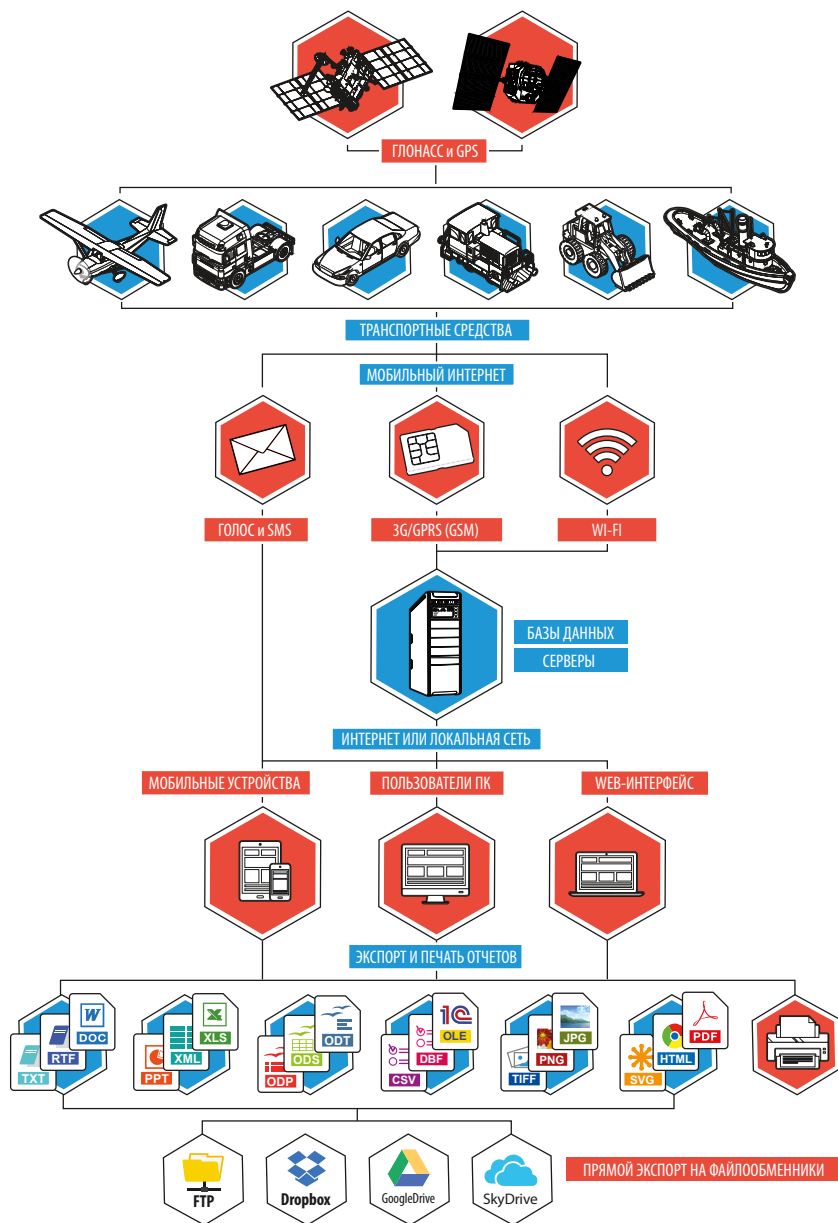 ГЛОНАСС и GPS
ТРАНСПОРТНЫЕ СРЕДСТВА
МОБИЛЬНЫЙ ИНТЕРНЕТ
ГОЛОС и SMS
3G/GPRS (GSM)
WI-FI
БАЗЫ ДАННЫХ
СЕРВЕРЫ
ИНТЕРНЕТ ИЛИ ЛОКАЛЬНАЯ СЕТЬ
МОБИЛЬНЫЕ УСТРОЙСТВА
ПОЛЬЗОВАТЕЛИ ПК
WEB-ИНТЕРФЕЙС
ЭКСПОРТ И ПЕЧАТЬ ОТЧЕТОВ
W
DOC
RTF
TXT
X
XLS
XML
PPT
ODT
ODS
ODP
1С
OLE
DBF
CSV
JPG
PNG
TIFF
PDF
HTML
SVG
FTP
Dropbox
GoogleDrive
SkyDrive
ПРЯМОЙ ЭКСПОРТ НА ФАЙЛООБМЕННИКИ